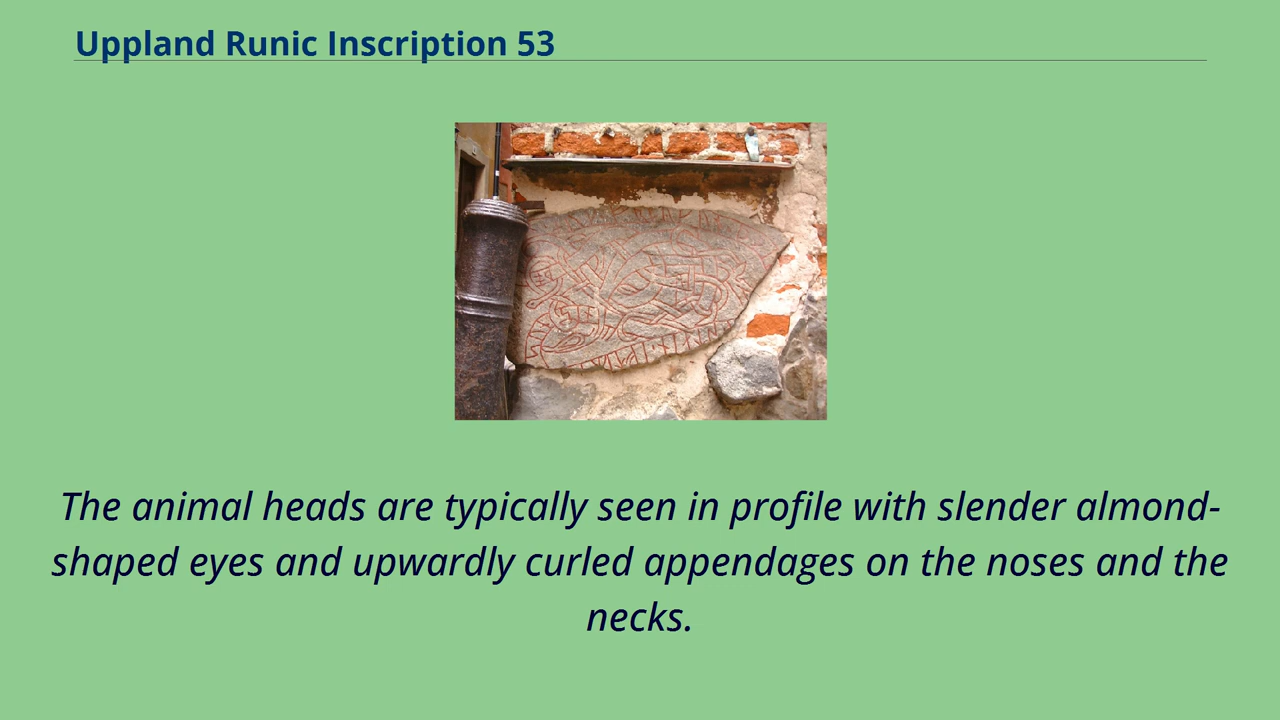 Uppland Runic Inscription 53
The animal heads are typically seen in profile with slender almond-
shaped eyes and upwardly curled appendages on the noses and the
necks.